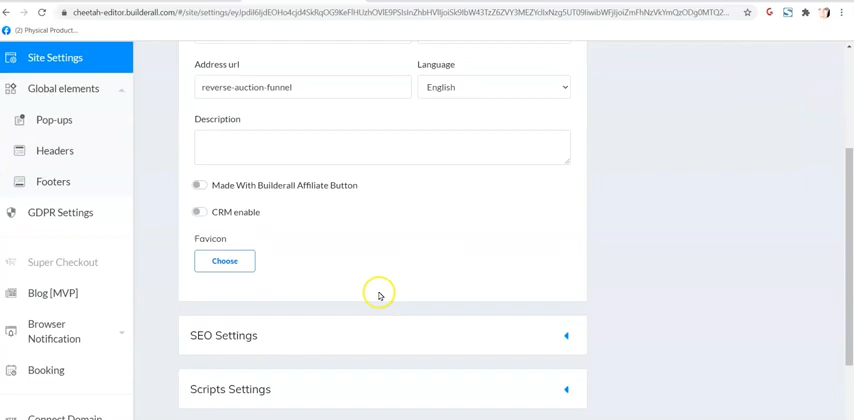 cheetah-editor.builderall.com/#/site/settings/
Physical Product...
Site Settings
Address url
Language
Global elements
reverse-auction-funnel
English
Pop-ups
Description
Headers
Footers
Made With Builderall Affiliate Button
GDPR Settings
CRM enable
Favicon
Super Checkout
Choose
Blog [MVP]
Browser
Notification
SEO Settings
Booking
Scripts Settings
Connect Domain